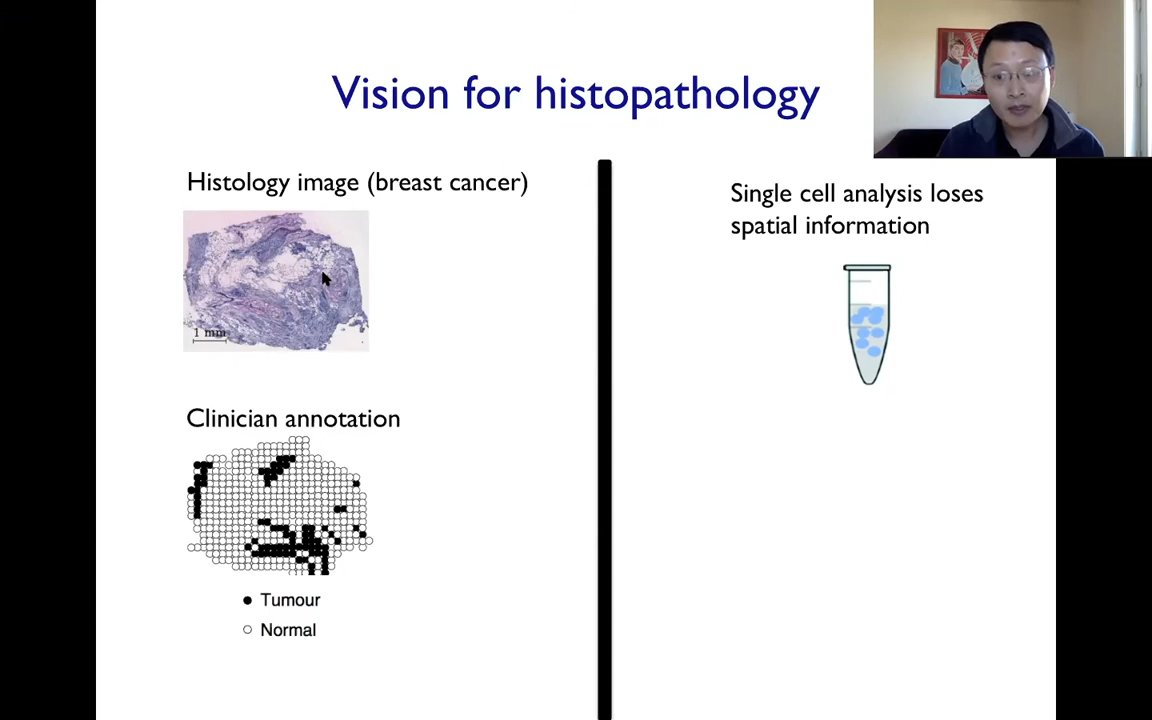 Vision for histopathology
Histology image (breast cancer)
1 mm
Clinician annotation
Tumour
Normal
Single cell analysis loses
spatial information